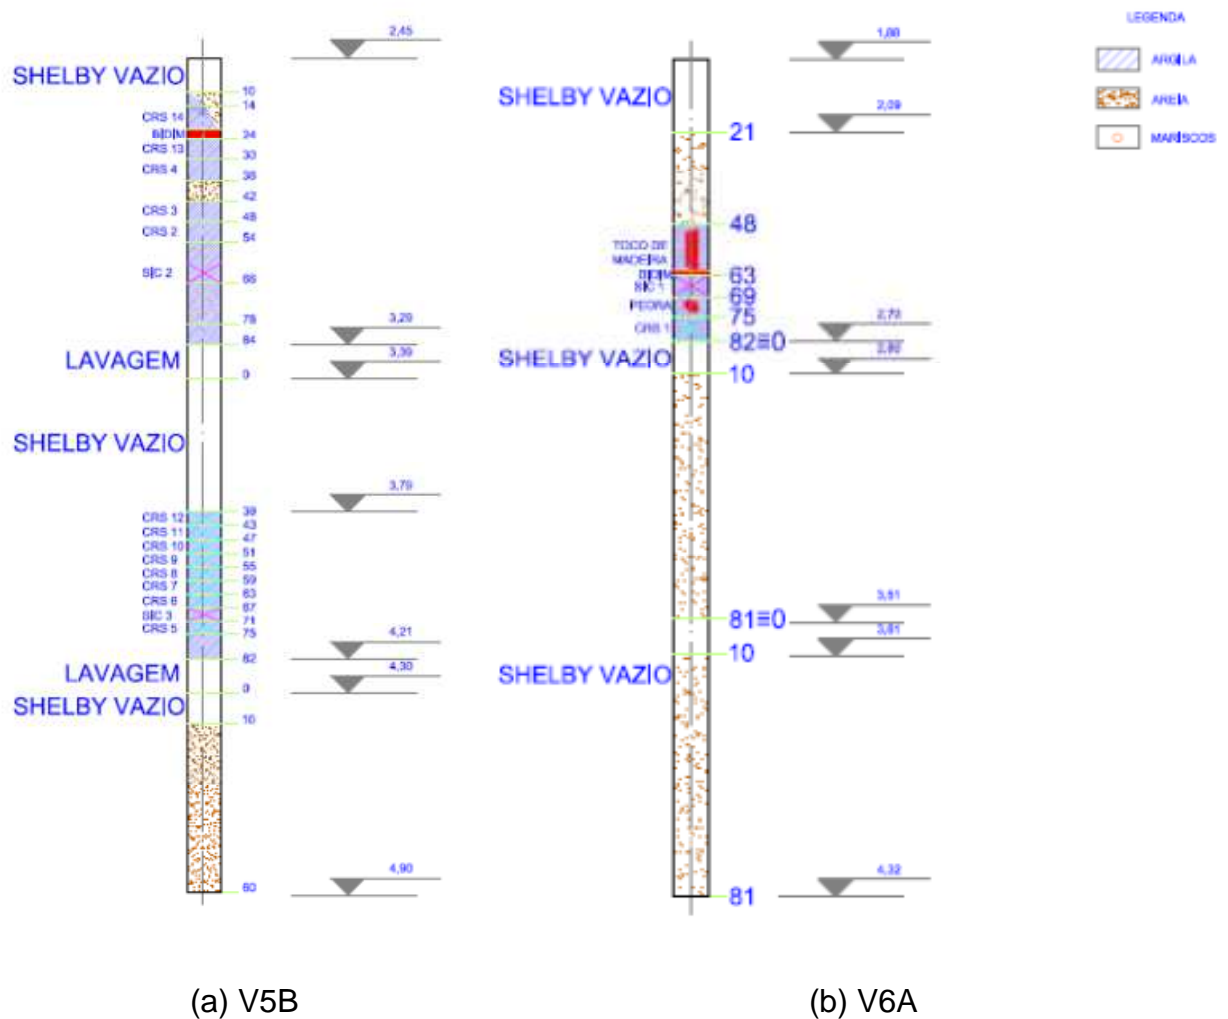 LEGENDA
ARGILA
AREIA
MARISCOS
2,45
SHELBY VAZIO
10
14
CRS 14
BIDIM
24
CRS 13
30
CRS 4
36
42
CRS 3
48
CRS 2
54
SIC 2
66
78
84
3,29
LAVAGEM
3,39
0
SHELBY VAZIO
3,79
39
CRS 12
43
CRS 11
47
CRS 10
51
CRS 9
55
CRS 8
59
CRS 7
63
CRS 6
67
SIC 3
71
CRS 5
75
4,21
82
LAVAGEM
4,30
0
SHELBY VAZIO
10
4,90
60
(a) V5B
1,88
SHELBY VAZIO
2,09
21
48
TOCO DE
MADEIRA
BIDIM
63
SIC 1
69
PEDRA
75
CRS 1
2,70
82≡0
SHELBY VAZIO
2,80
10
3,51
81≡0
3,61
10
SHELBY VAZIO
4,32
81
(b) V6A